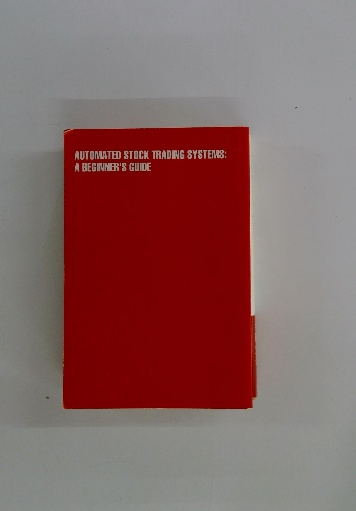 AUTOMATED STOCK TRADING SYSTEMS:
A BEGINNER'S GUIDE